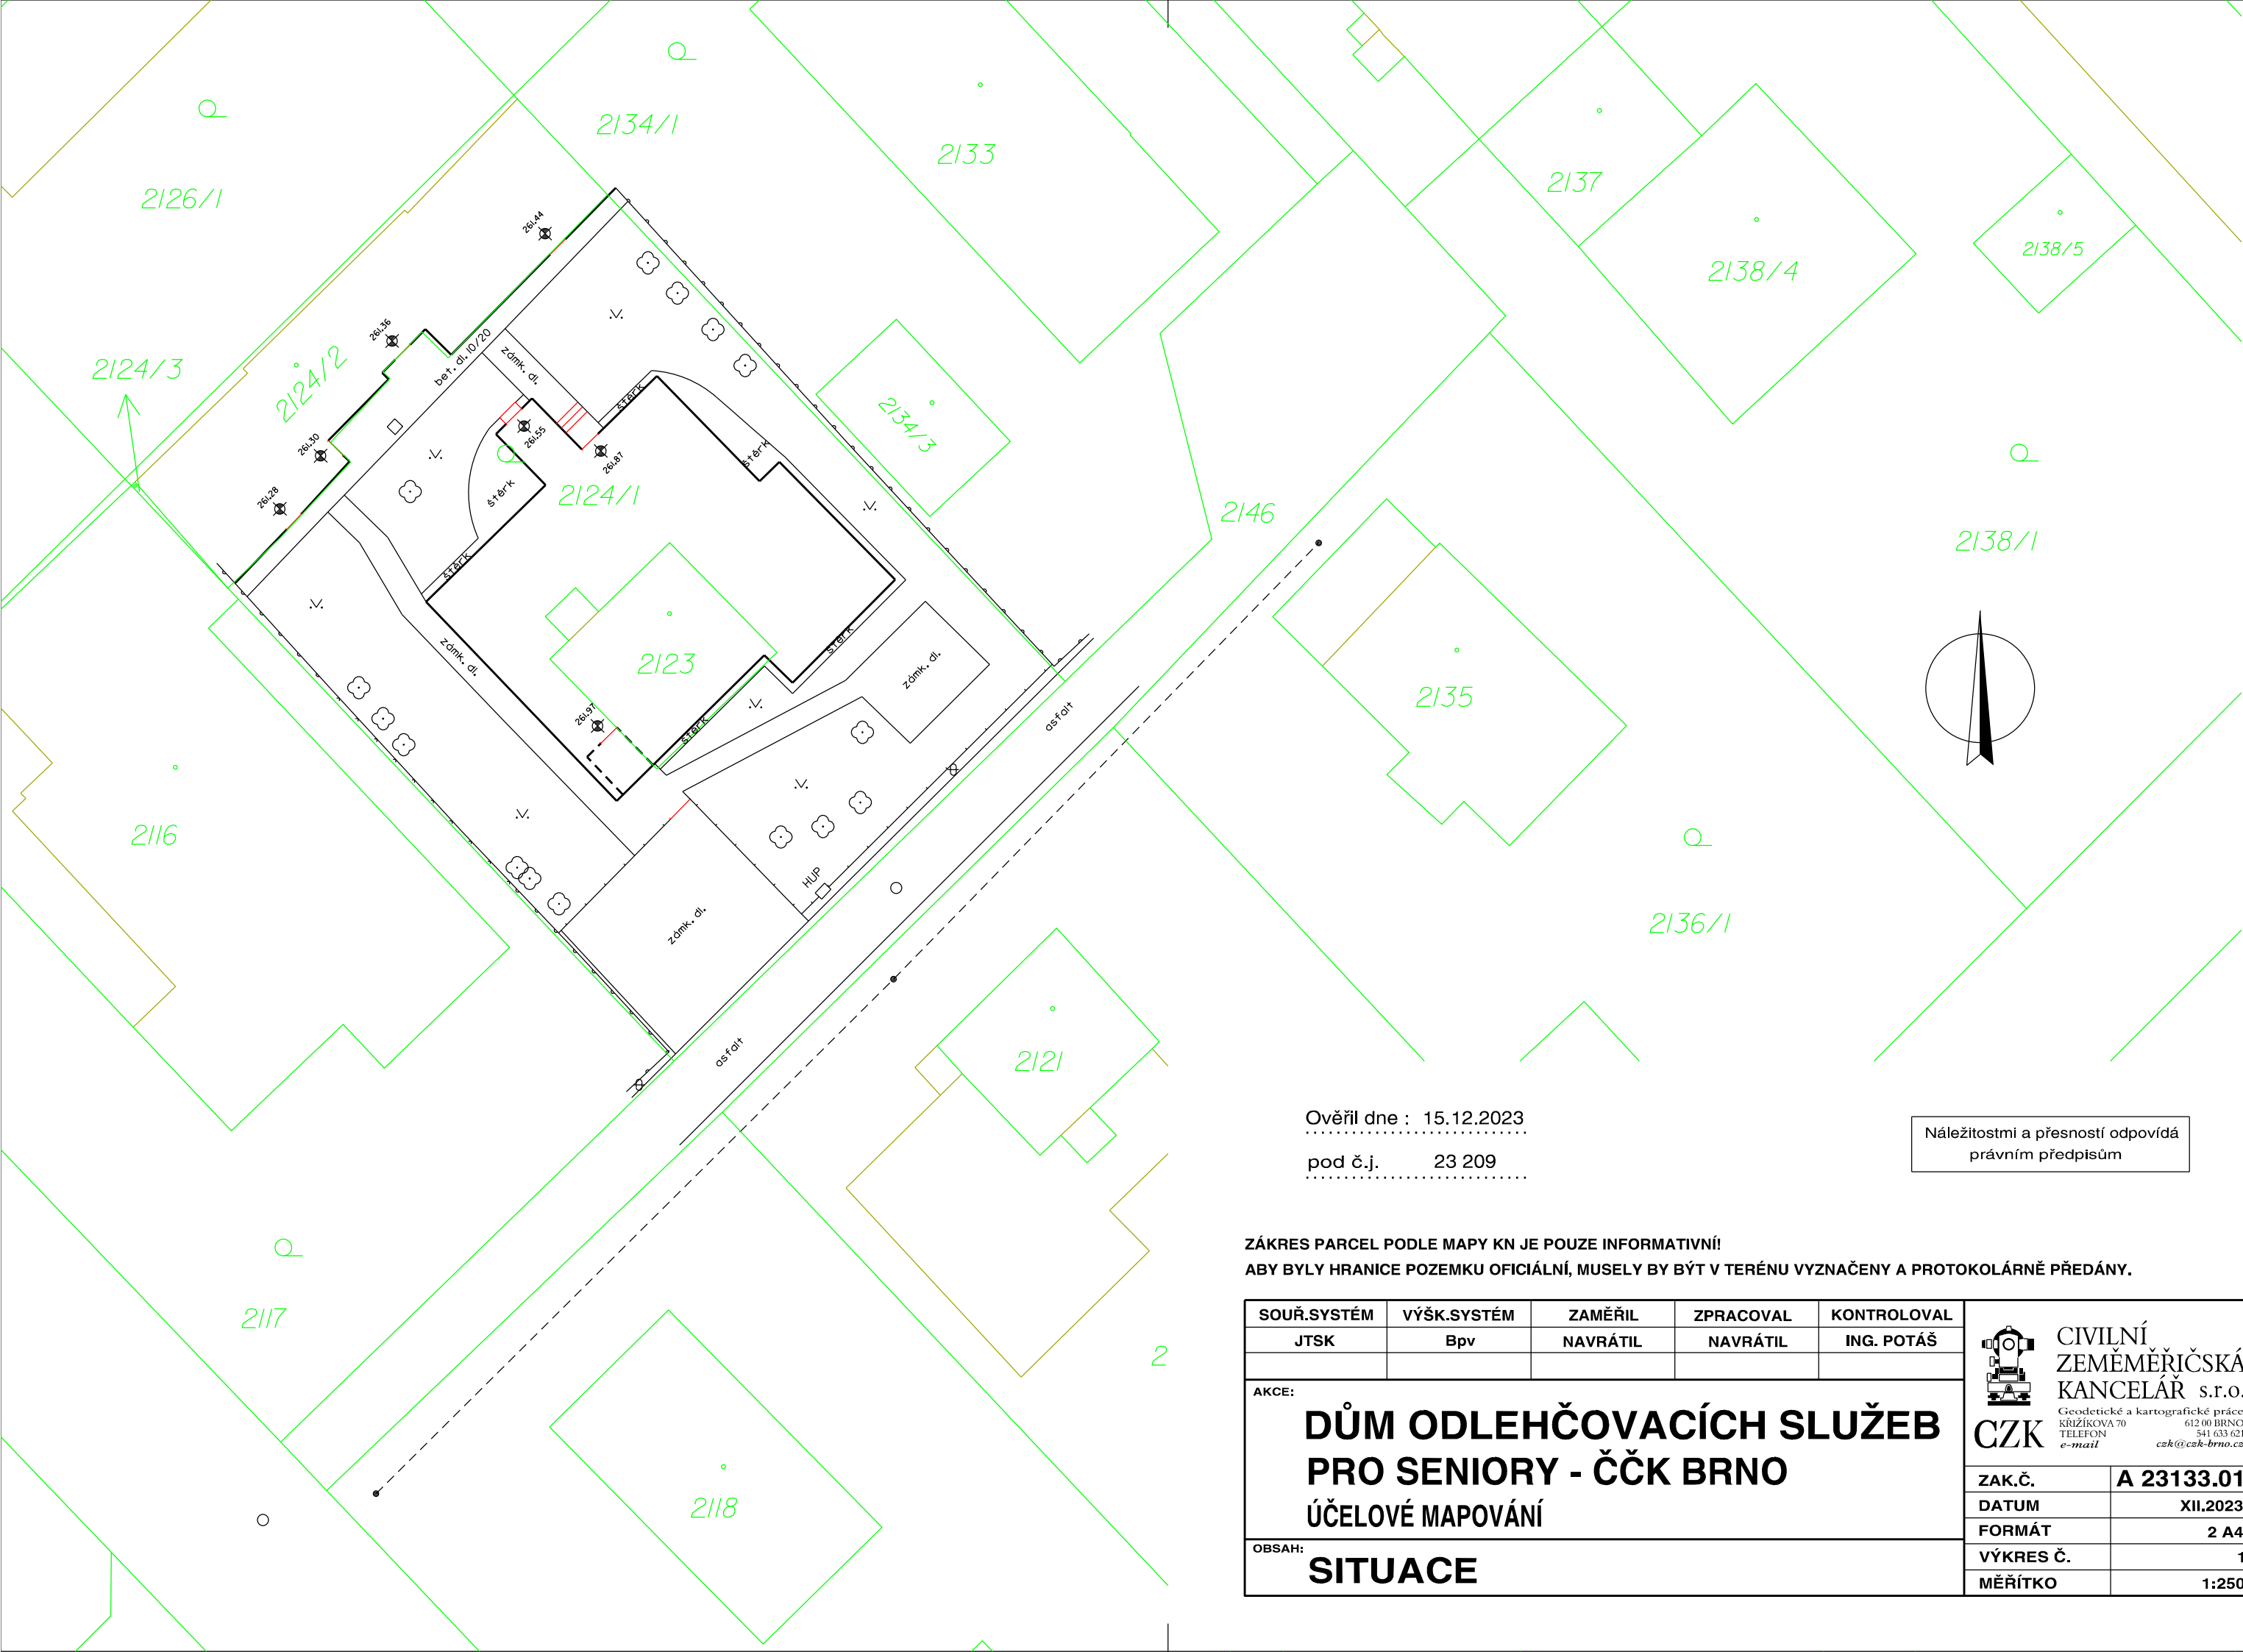 2134/1
2133
2126/1
2137
2138/5
2138/4
261.44
261.36
2124/3
2124/2
bet. dl. 10/20
zámk. dl.
štěrk
2134/3
261.30
261.55
261.87
štěrk
261.28
štěrk
2124/1
2146
2138/1
štěrk
zámk. dl.
2123
štěrk
zámk. dl.
2135
261.97
štěrk
asfalt
2116
HUP
zámk. dl.
2136/1
asfalt
2121
2117
2118
2
Ověřil dne : 15.12.2023
pod č.j. 23 209
Náležitostmi a přesností odpovídá
právním předpisům
ZÁKRES PARCEL PODLE MAPY KN JE POUZE INFORMATIVNÍ!
ABY BYLY HRANICE POZEMKU OFICIÁLNÍ, MUSELY BY BÝT V TERÉNU VYZNAČENY A PROTOKOLÁRNĚ PŘEDÁNY.
SOUŘ.SYSTÉM VÝŠK.SYSTÉM ZAMĚŘIL ZPRACOVAL KONTROLOVAL
JTSK Bpv NAVRÁTIL NAVRÁTIL ING. POTÁŠ
AKCE:
DŮM ODLEHČOVACÍCH SLUŽEB
PRO SENIORY - ČČK BRNO
ÚČELOVÉ MAPOVÁNÍ
OBSAH:
SITUACE
CIVILNÍ
ZEMĚMĚŘIČSKÁ
KANCELÁŘ s.r.o.
Geodetické a kartografické práce
KŘIŽÍKOVA 70 612 00 BRNO
TELEFON 541 633 621
e-mail czk@czk-brno.cz
CZK
ZAK.Č. A 23133.01
DATUM XII.2023
FORMÁT 2 A4
VÝKRES Č. 1
MĚŘÍTKO 1:250